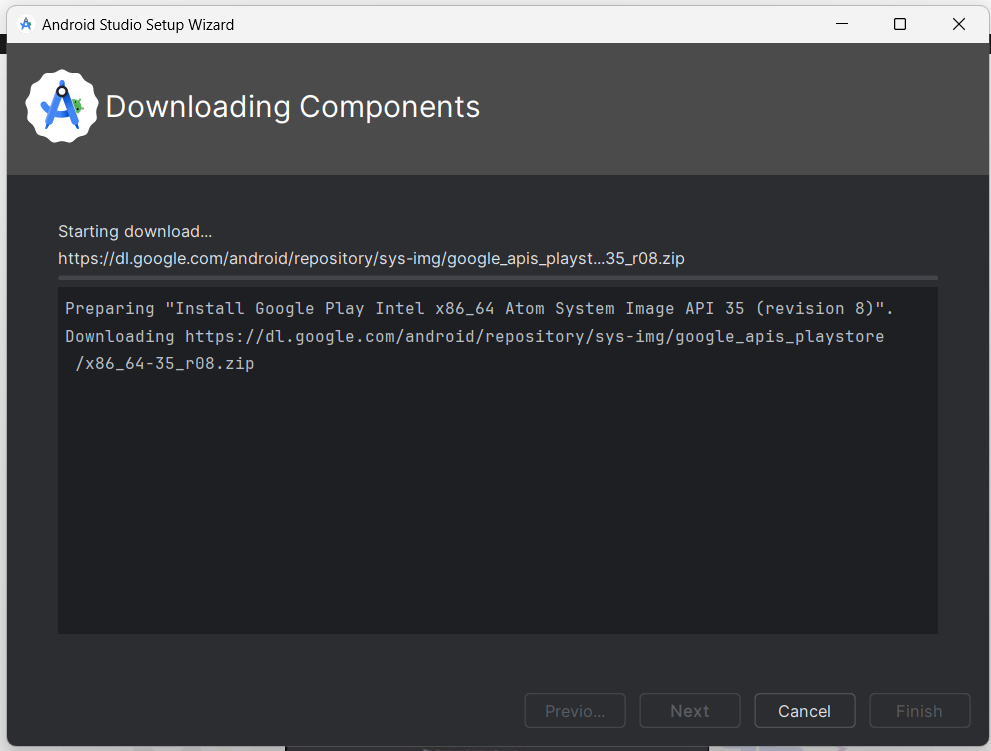 Android Studio Setup Wizard
Downloading Components
Starting download...
https://dl.google.com/android/repository/sys-img/google_apis_playst...35_r08.zip
Preparing "Install Google Play Intel x86_64 Atom System Image API 35 (revision 8)".
Downloading https://dl.google.com/android/repository/sys-img/google_apis_playstore
/x86_64-35_r08.zip
Previo... Next Cancel Finish